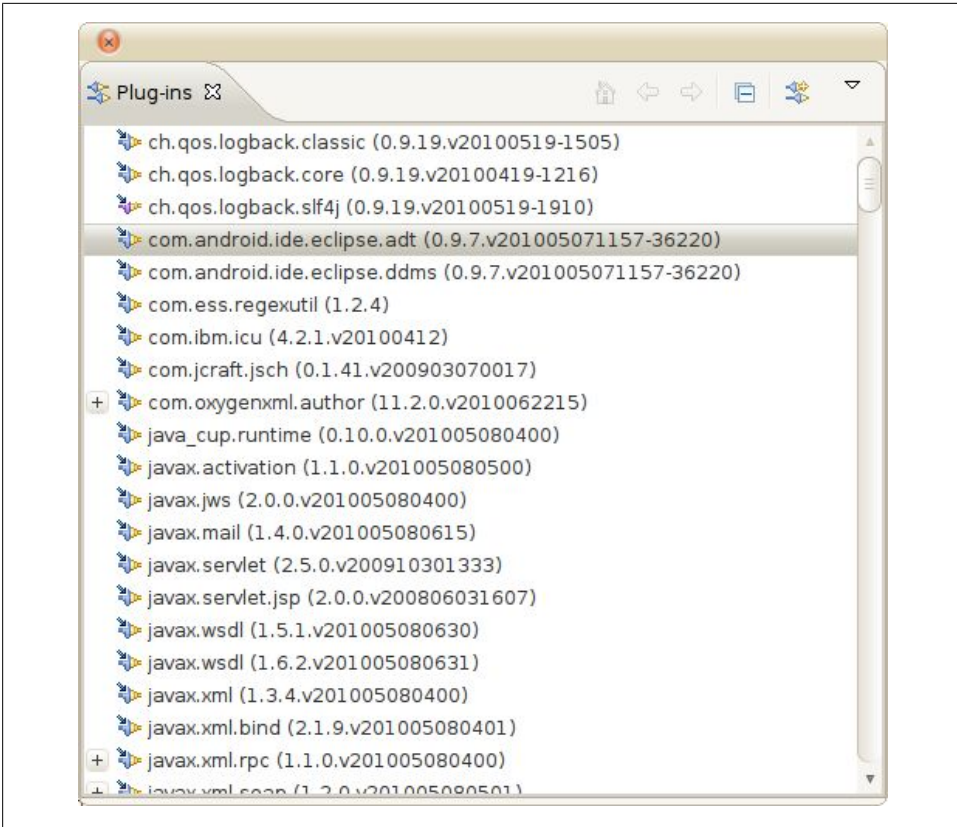 Plug-ins
ch.qos.logback.classic (0.9.19.v20100519-1505)
ch.qos.logback.core (0.9.19.v20100419-1216)
ch.qos.logback.slf4j (0.9.19.v20100519-1910)
com.android.ide.eclipse.adt (0.9.7.v201005071157-36220)
com.android.ide.eclipse.ddms (0.9.7.v201005071157-36220)
com.ess.regexutil (1.2.4)
com.ibm.icu (4.2.1.v20100412)
com.jcraft.jsch (0.1.41.v200903070017)
com.oxygenxml.author (11.2.0.v2010062215)
java_cup.runtime (0.10.0.v201005080400)
javax.activation (1.1.0.v201005080500)
javax.jws (2.0.0.v201005080400)
javax.mail (1.4.0.v201005080615)
javax.servlet (2.5.0.v200910301333)
javax.servlet.jsp (2.0.0.v200806031607)
javax.wsdl (1.5.1.v201005080630)
javax.wsdl (1.6.2.v201005080631)
javax.xml (1.3.4.v201005080400)
javax.xml.bind (2.1.9.v201005080401)
javax.xml.rpc (1.1.0.v201005080400)
javax.xml.soap (1.2.0.v201005080501)